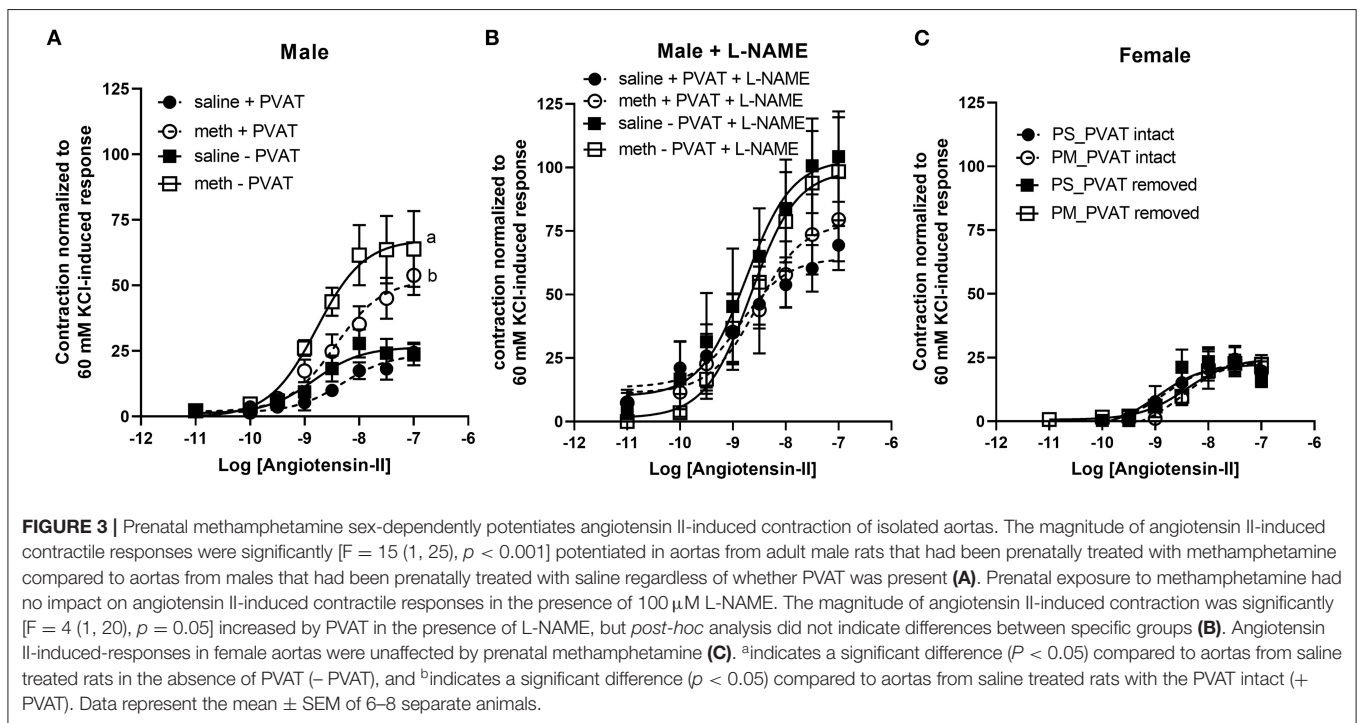 A
Male
Contraction normalized to
60 mM KCl-induced response
125
100
75
50
25
0
saline + PVAT
meth + PVAT
saline - PVAT
meth - PVAT
a
b
-12 -11 -10 -9 -8 -7 -6
Log [Angiotensin-II]
B
Male + L-NAME
contraction normalized to
60 mM KCl-induced response
125
100
75
50
25
0
saline + PVAT + L-NAME
meth + PVAT + L-NAME
saline - PVAT + L-NAME
meth - PVAT + L-NAME
-12 -11 -10 -9 -8 -7 -6
Log [Angiotensin-II]
C
Female
Contraction normalized to
60 mM KCl-induced response
125
100
75
50
25
0
PS_PVAT intact
PM_PVAT intact
PS_PVAT removed
PM_PVAT removed
-12 -11 -10 -9 -8 -7 -6
Log [Angiotensin-II]
FIGURE 3 | Prenatal methamphetamine sex-dependently potentiates angiotensin II-induced contraction of isolated aortas. The magnitude of angiotensin II-induced
contractile responses were significantly [F = 15 (1, 25), p < 0.001] potentiated in aortas from adult male rats that had been prenatally treated with methamphetamine
compared to aortas from males that had been prenatally treated with saline regardless of whether PVAT was present (A). Prenatal exposure to methamphetamine had
no impact on angiotensin II-induced contractile responses in the presence of 100 μM L-NAME. The magnitude of angiotensin II-induced contraction was significantly
[F = 4 (1, 20), p = 0.05] increased by PVAT in the presence of L-NAME, but post-hoc analysis did not indicate differences between specific groups (B). Angiotensin
II-induced-responses in female aortas were unaffected by prenatal methamphetamine (C). ᵃindicates a significant difference (P < 0.05) compared to aortas from saline
treated rats in the absence of PVAT (– PVAT), and ᵇindicates a significant difference (p < 0.05) compared to aortas from saline treated rats with the PVAT intact (+
PVAT). Data represent the mean ± SEM of 6–8 separate animals.